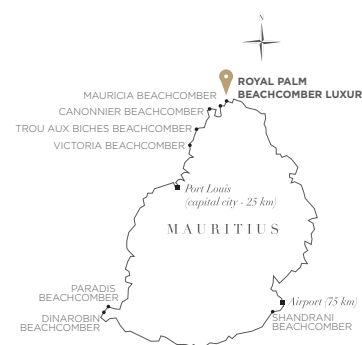 N
ROYAL PALM
BEACHCOMBER LUXUR
MAURICIA BEACHCOMBER
CANONNIER BEACHCOMBER
TROU AUX BICHES BEACHCOMBER
VICTORIA BEACHCOMBER
Port Louis
(capital city - 25 km)
MAURITIUS
PARADIS
BEACHCOMBER
DINAROBIN
BEACHCOMBER
Airport (75 km)
SHANDRANI
BEACHCOMBER